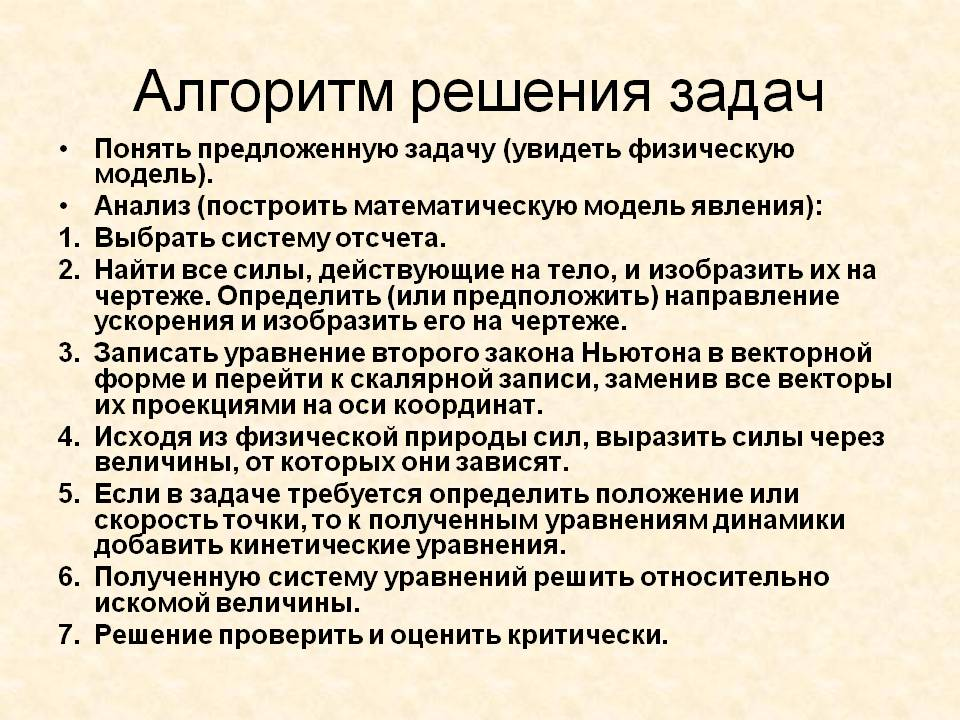 Алгоритм решения задач
• Понять предложенную задачу (увидеть физическую
модель).
• Анализ (построить математическую модель явления):
1. Выбрать систему отсчета.
2. Найти все силы, действующие на тело, и изобразить их на
чертеже. Определить (или предположить) направление
ускорения и изобразить его на чертеже.
3. Записать уравнение второго закона Ньютона в векторной
форме и перейти к скалярной записи, заменив все векторы
их проекциями на оси координат.
4. Исходя из физической природы сил, выразить силы через
величины, от которых они зависят.
5. Если в задаче требуется определить положение или
скорость точки, то к полученным уравнениям динамики
добавить кинетические уравнения.
6. Полученную систему уравнений решить относительно
искомой величины.
7. Решение проверить и оценить критически.